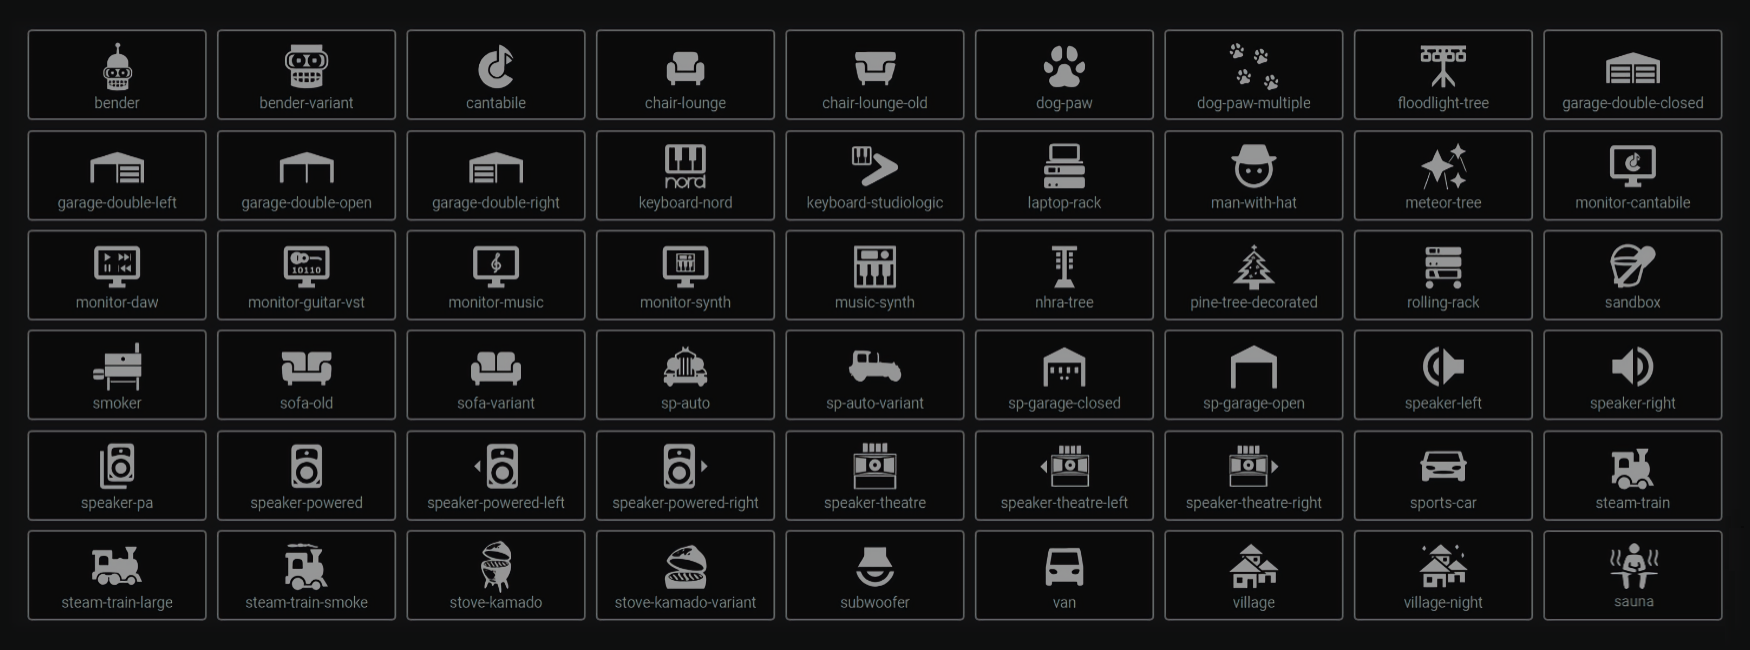 bender
bender-variant
cantabile
chair-lounge
chair-lounge-old
dog-paw
dog-paw-multiple
floodlight-tree
garage-double-closed
garage-double-left
garage-double-open
garage-double-right
nord
keyboard-nord
keyboard-studiologic
laptop-rack
man-with-hat
meteor-tree
monitor-cantabile
monitor-daw
10110
monitor-guitar-vst
monitor-music
monitor-synth
music-synth
nhra-tree
pine-tree-decorated
rolling-rack
sandbox
smoker
sofa-old
sofa-variant
sp-auto
sp-auto-variant
sp-garage-closed
sp-garage-open
speaker-left
speaker-right
speaker-pa
speaker-powered
speaker-powered-left
speaker-powered-right
speaker-theatre
speaker-theatre-left
speaker-theatre-right
sports-car
steam-train
steam-train-large
steam-train-smoke
stove-kamado
stove-kamado-variant
subwoofer
van
village
village-night
sauna